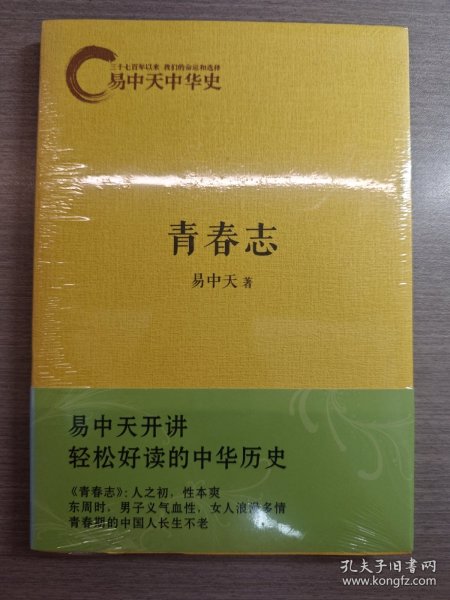 三千七百年以来 我们的命运和选择
易中天中华史
青春志
易中天 著
易中天开讲
轻松好读的中华历史
《青春志》：人之初，性本爽
东周时，男子义气血性，女人浪漫多情
青春期的中国人长生不老
孔夫子旧书网
www.kongfz.com